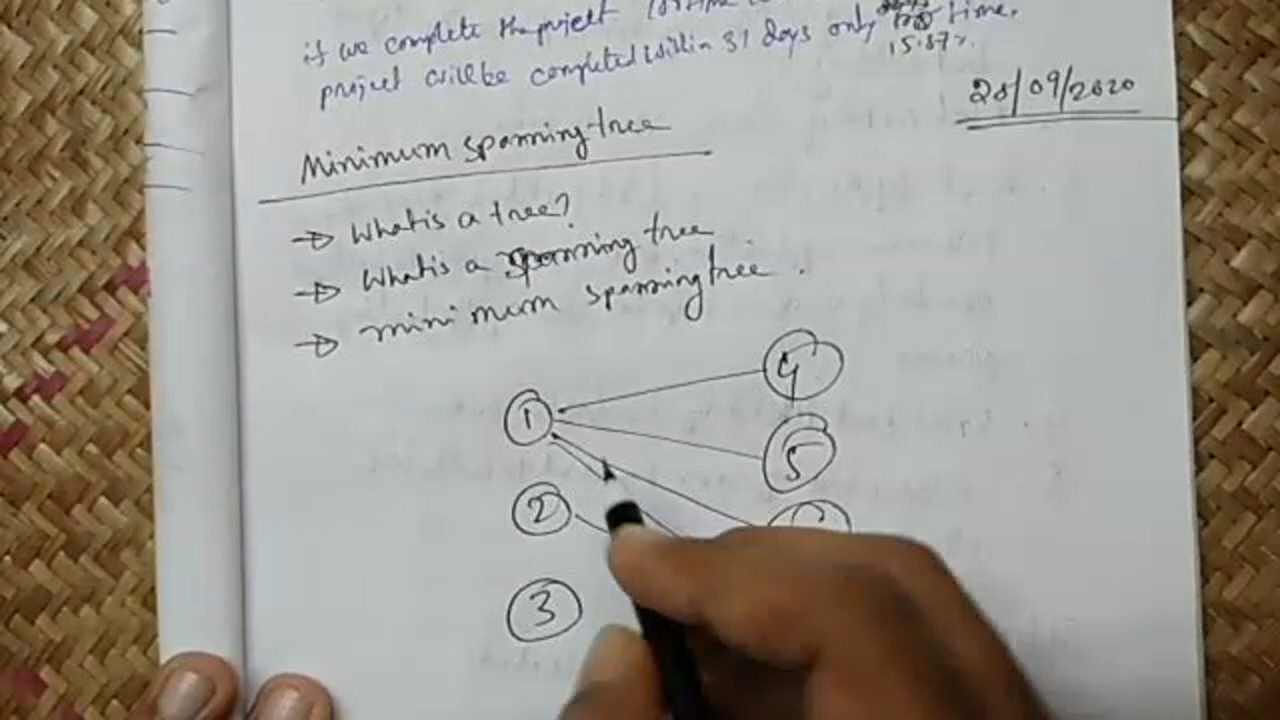 if we complete the project
project will be completed within 31 days only time.
15.87%
28/09/2020
Minimum spanning tree
→ What is a tree?
→ What is a spanning tree
→ minimum spanning tree.
4
1
5
2
3